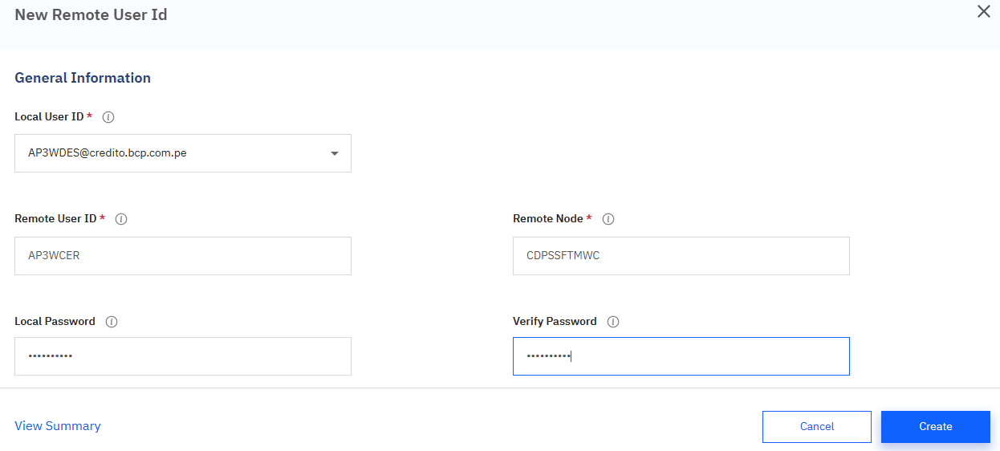 New Remote User Id
General Information
Local User ID *
AP3WDES@credito.bcp.com.pe
Remote User ID *
Remote Node *
AP3WCER
CDPSSFTMWC
Local Password
Verify Password
••••••••••
••••••••••
View Summary
Cancel
Create